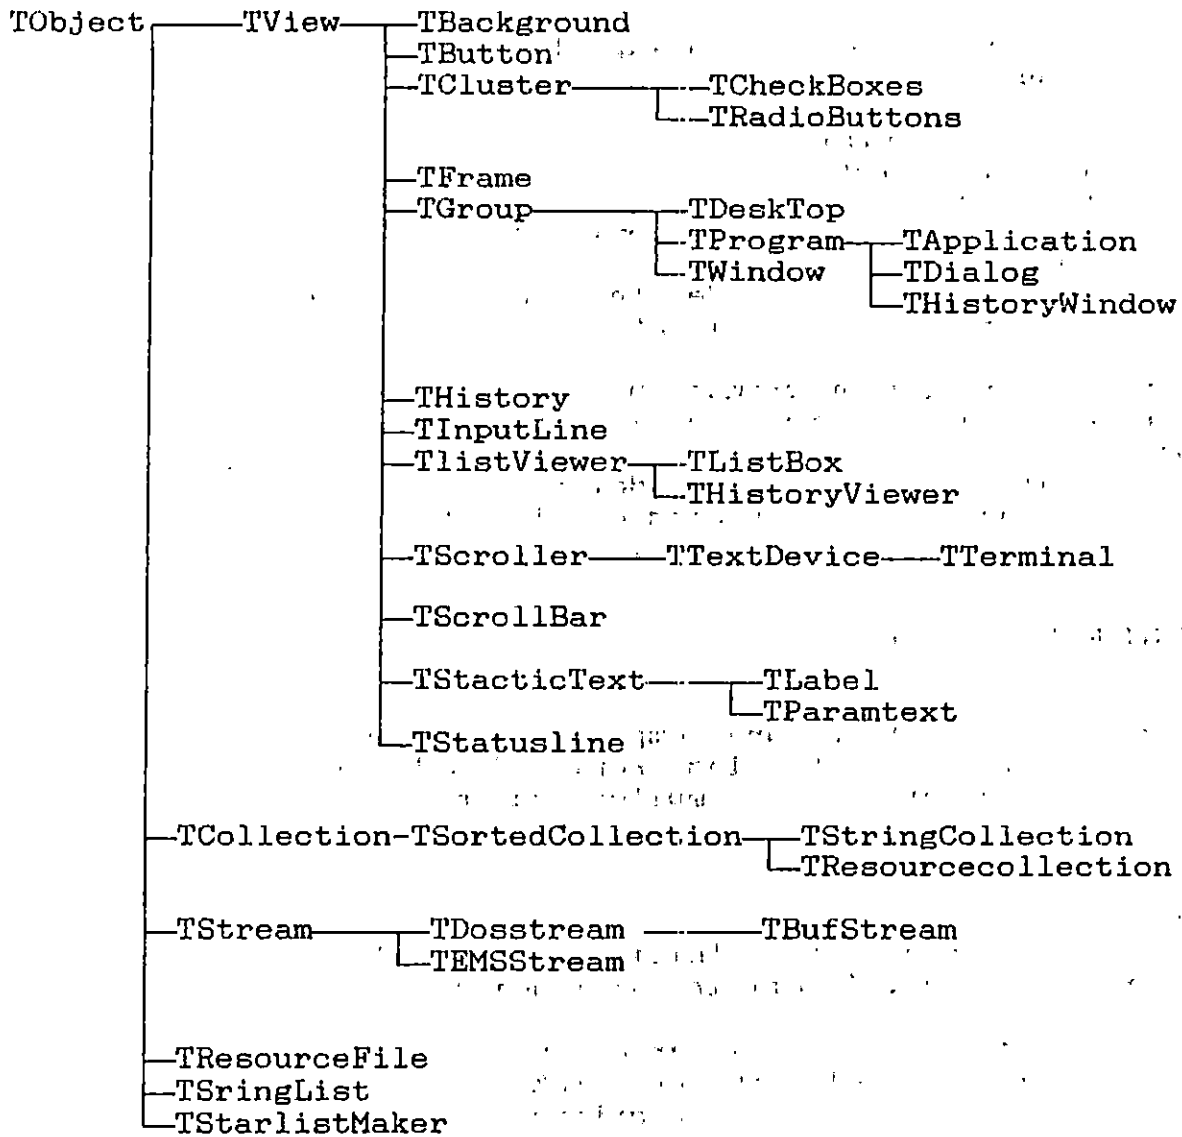 TObject TView TBackground
TButton
TCluster TCheckBoxes
TRadioButtons
TFrame
TGroup TDeskTop
TProgram TApplication
TWindow TDialog
THistoryWindow
THistory
TInputLine
TlistViewer TListBox
THistoryViewer
TScroller TTextDevice TTerminal
TScrollBar
TStacticText TLabel
TParamtext
TStatusline
TCollection-TSortedCollection TStringCollection
TResourcecollection
TStream TDosstream TBufStream
TEMSStream
TResourceFile
TSringList
TStarlistMaker